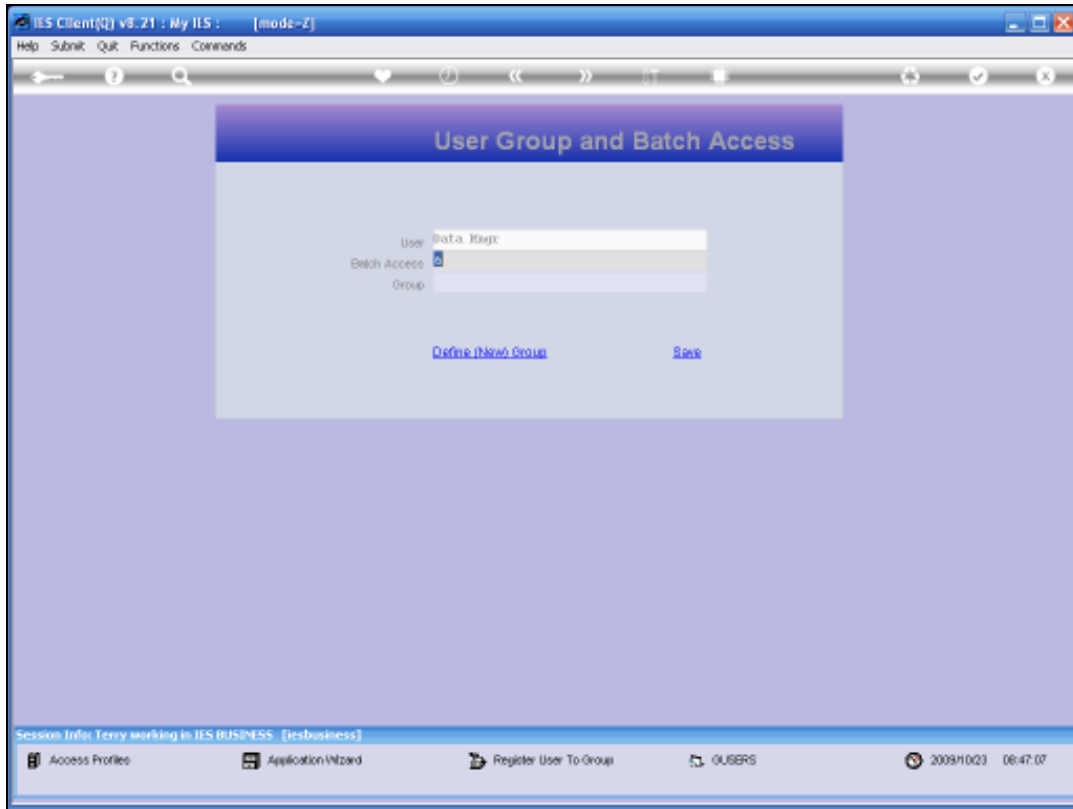 IES Client(Q) v8.21 : My IES : [mode=Z]
Help Submit Quit Functions Commands
User Group and Batch Access
User Data Mngr
Batch Access
Group
Define (New) Group Save
Session Info: Terry working in IES BUSINESS [iesbusiness]
Access Profiles Application Wizard Register User To Group GUSERS 2009/10/23 08:47:07